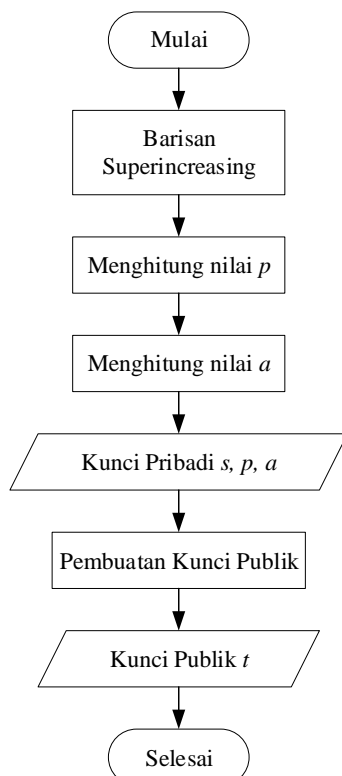 Mulai
Barisan
Superincreasing
Menghitung nilai p
Menghitung nilai a
Kunci Pribadi s, p, a
Pembuatan Kunci Publik
Kunci Publik t
Selesai